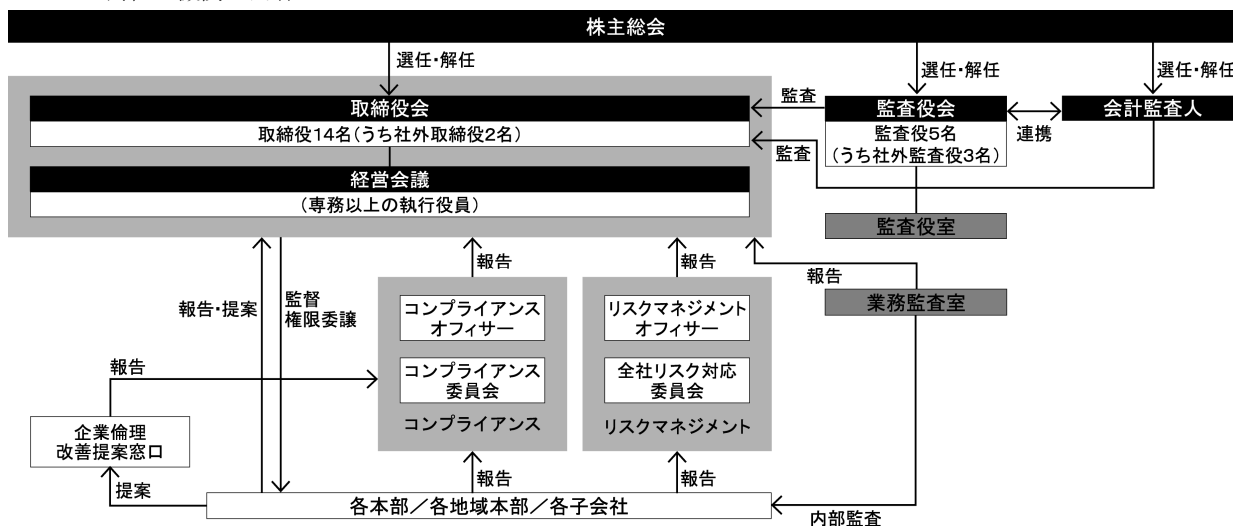 株主総会
選任・解任
選任・解任
選任・解任
取締役会
取締役14名(うち社外取締役2名)
監査
監査役会
監査役5名
(うち社外監査役3名)
連携
会計監査人
監査
経営会議
(専務以上の執行役員)
監査役室
報告・提案
監督
権限委譲
報告
報告
報告
業務監査室
コンプライアンス
オフィサー
コンプライアンス
委員会
コンプライアンス
リスクマネジメント
オフィサー
全社リスク対応
委員会
リスクマネジメント
報告
企業倫理
改善提案窓口
提案
報告
報告
各本部／各地域本部／各子会社
内部監査